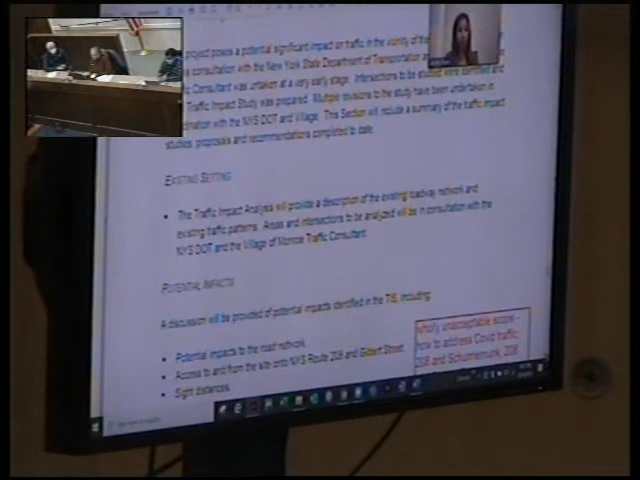 project poses a potential significant impact on traffic in the vicinity of the
consultation with the New York State Department of Transportation
Consultant was untaken at a very early stage. Intersections to be studied were identified and
Traffic Impact Study was prepared. Multiple revisions to the study have been undertaken in
with the NYS DOT and Village. This Section will include a summary of the traffic impact
studies, proposals and recommendations completed to date.
EXISTING SETTING
• The Traffic Impact Analysis will provide a description of the existing roadway network and
existing traffic patterns. Areas and intersections to be analyzed will be in consultation with the
NYS DOT and the Village of Monroe Traffic Consultant.
POTENTIAL IMPACTS
A discussion will be provided of potential impacts identified in the TIS, including:
• Potential impacts to the road network.
• Access to and from the site onto NYS Route 208 and Gilbert Street.
• Sight distances.
wholly unacceptable scope -
how to address Covid traffic,
208 and Schunnemunk, 208